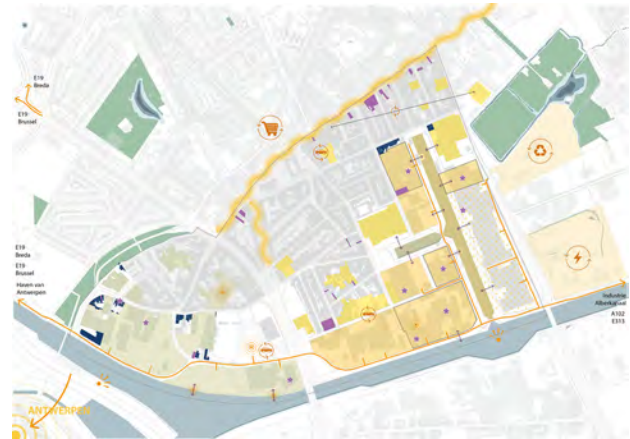 E19
Breda
E19
Brussel
E19
Breda
E19
Brussel
Haven van
Antwerpen
Industrie
Albertkanaal
A102
E313
ANTWERPEN